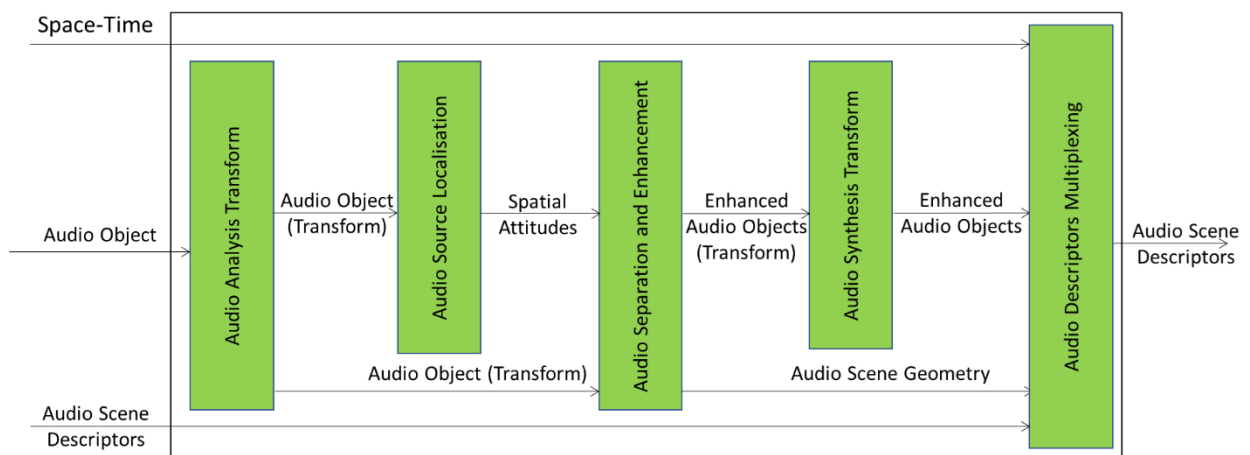 Space-Time
Audio Object
Audio Scene
Descriptors
Audio Analysis Transform
Audio Object
(Transform)
Audio Source Localisation
Spatial
Attitudes
Audio Object (Transform)
Audio Separation and Enhancement
Enhanced
Audio Objects
(Transform)
Audio Synthesis Transform
Enhanced
Audio Objects
Audio Scene Geometry
Audio Descriptors Multiplexing
Audio Scene
Descriptors